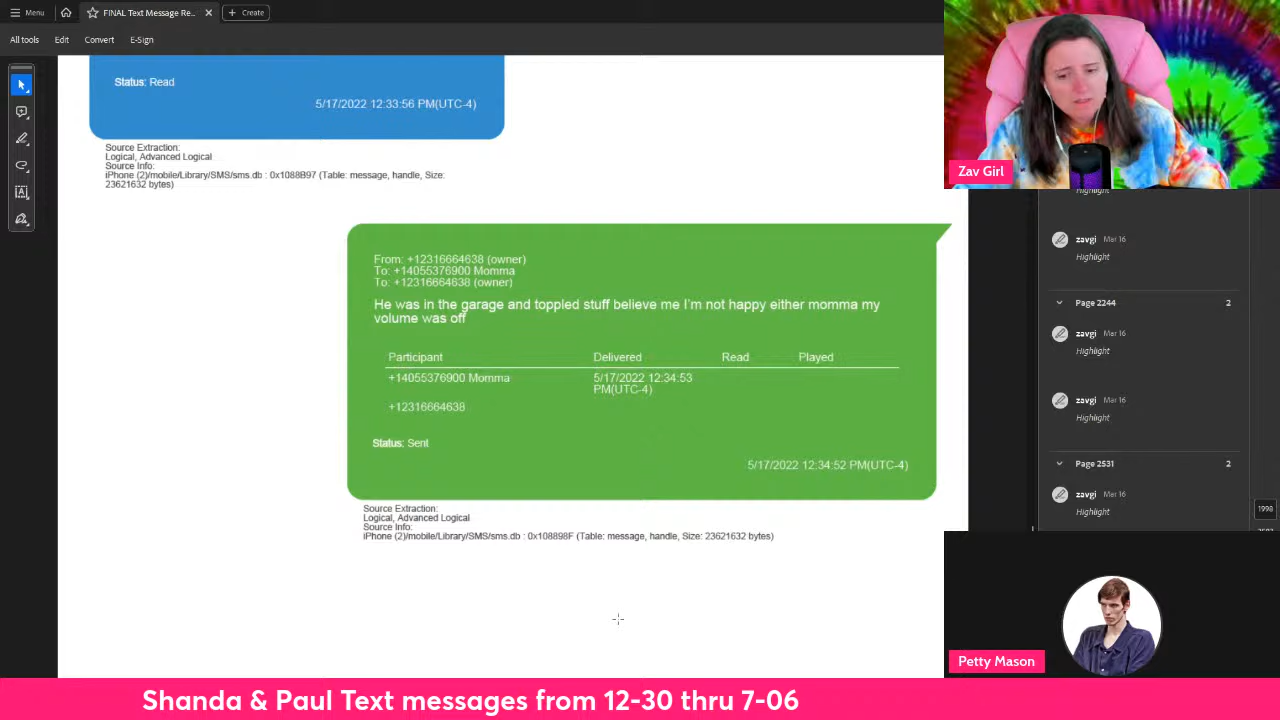 Menu
FINAL Text Message Re...
Create
All tools
Edit
Convert
E-Sign
Status: Read
5/17/2022 12:33:56 PM(UTC-4)
Source Extraction:
Logical, Advanced Logical
Source Info:
iPhone (2)/mobile/Library/SMS/sms.db : 0x1088B97 (Table: message, handle, Size:
23621632 bytes)
From: +12316664638 (owner)
To: +14055376900 Momma
To: +12316664638 (owner)
He was in the garage and toppled stuff believe me I'm not happy either momma my
volume was off
Participant Delivered Read Played
+14055376900 Momma 5/17/2022 12:34:53
PM(UTC-4)
+12316664638
Status: Sent
5/17/2022 12:34:52 PM(UTC-4)
Source Extraction:
Logical, Advanced Logical
Source Info:
iPhone (2)/mobile/Library/SMS/sms.db : 0x108898F (Table: message, handle, Size: 23621632 bytes)
Zav Girl
Highlight
zavgi Mar 16
Highlight
Page 2244 2
zavgi Mar 16
Highlight
zavgi Mar 16
Highlight
Page 2531 2
zavgi Mar 16
Highlight
1998
Petty Mason
Shanda & Paul Text messages from 12-30 thru 7-06